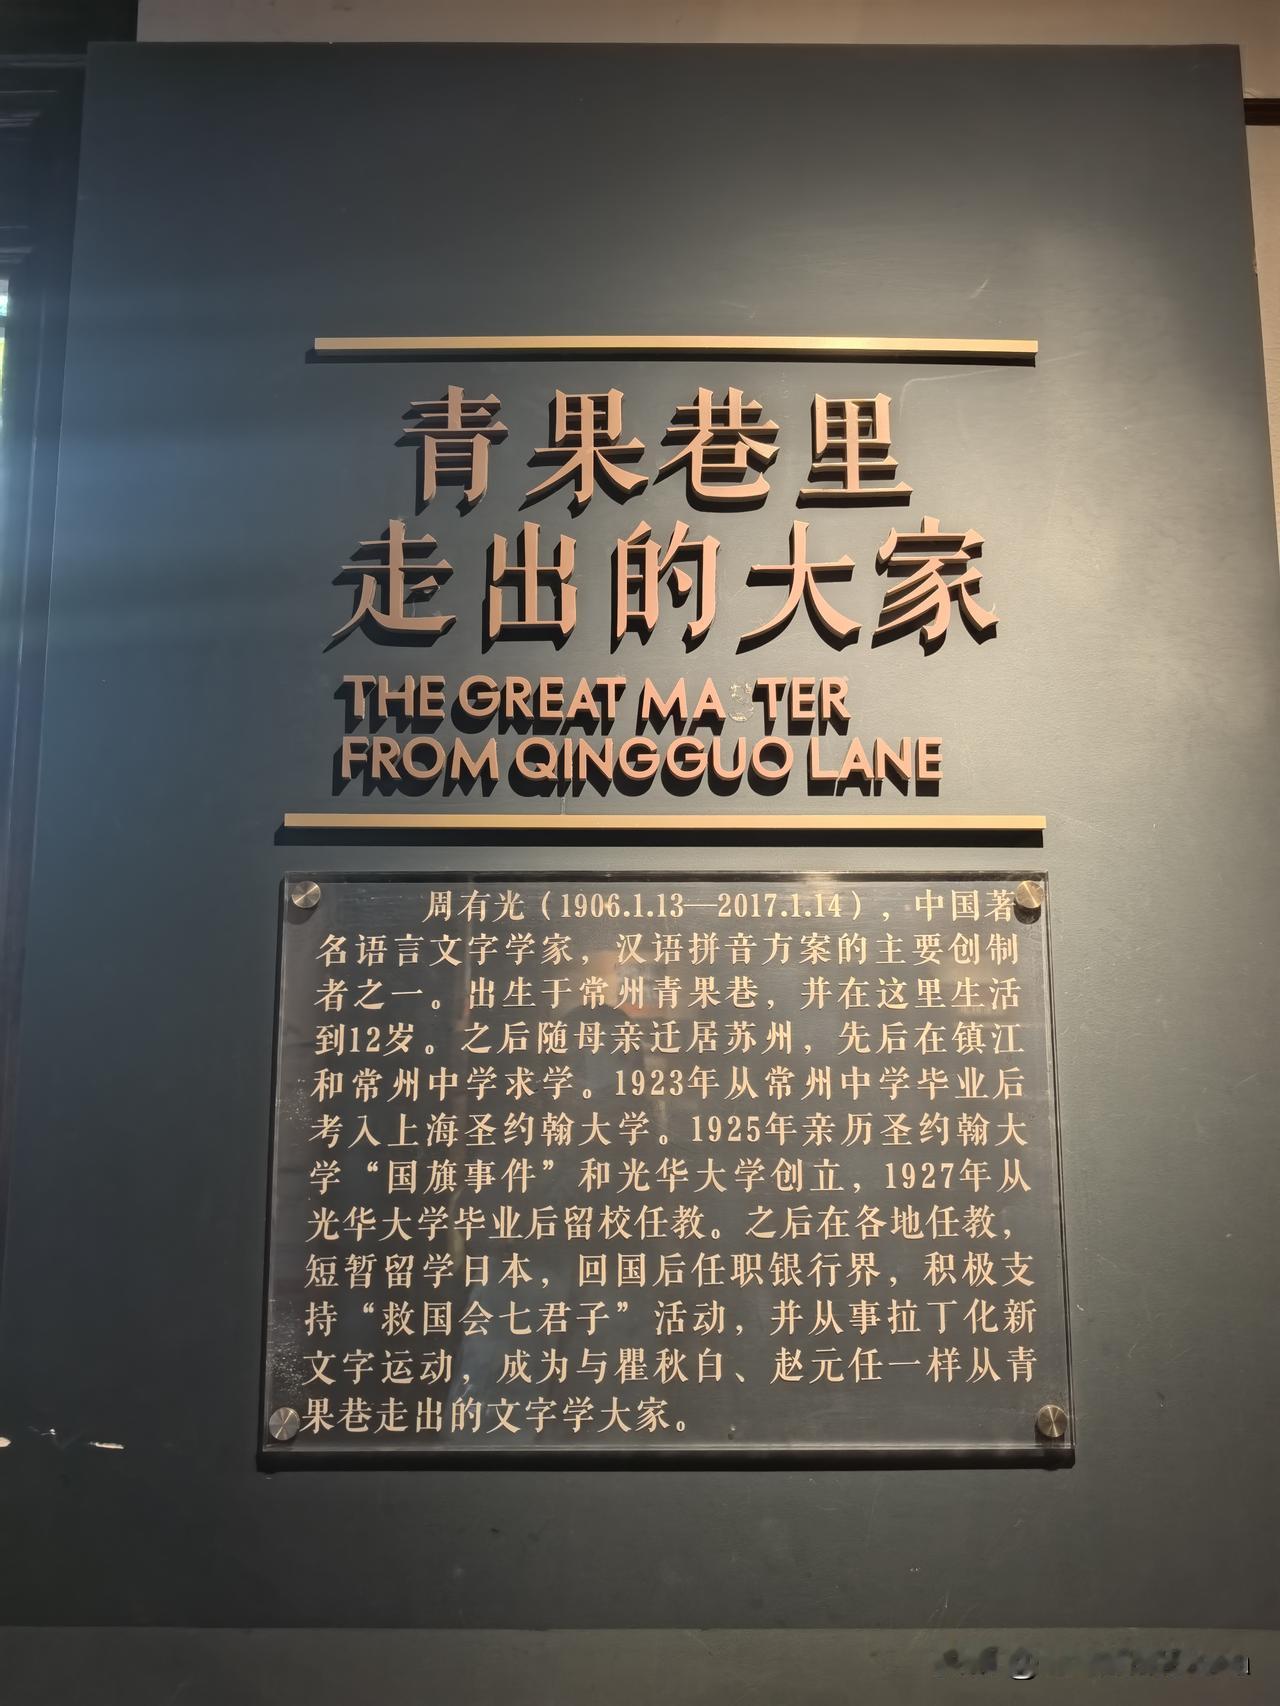 青果巷里
走出的大家
THE GREAT MA TER
FROM QINGGUO LANE
周有光（1906.1.13—2017.1.14），中国著
名语言文字学家，汉语拼音方案的主要创制
者之一。出生于常州青果巷，并在这里生活
到12岁。之后随母亲迁居苏州，先后在镇江
和常州中学求学。1923年从常州中学毕业后
考入上海圣约翰大学。1925年亲历圣约翰大
学“国旗事件”和光华大学创立，1927年从
光华大学毕业后留校任教。之后在各地任教，
短暂留学日本，回国后任职银行界，积极支
持“救国会七君子”活动，并从事拉丁化新
文字运动，成为与瞿秋白、赵元任一样从青
果巷走出的文字学大家。